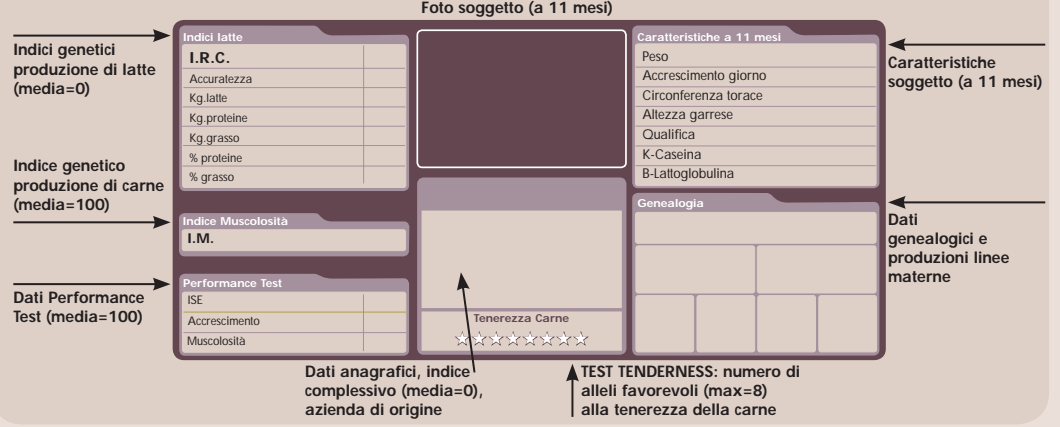 Foto soggetto (a 11 mesi)
Indici genetici
produzione di latte
(media=0)
Indice genetico
produzione di carne
(media=100)
Dati Performance
Test (media=100)
Indici latte
I.R.C.
Accuratezza
Kg.latte
Kg.proteine
Kg.grasso
% proteine
% grasso
Indice Muscolosità
I.M.
Performance Test
ISE
Accrescimento
Muscolosità
Tenerezza Carne
Caratteristiche a 11 mesi
Peso
Accrescimento giorno
Circonferenza torace
Altezza garrese
Qualifica
K-Caseina
B-Lattoglobulina
Genealogia
Caratteristiche
soggetto (a 11 mesi)
Dati
genealogici e
produzioni linee
materne
Dati anagrafici, indice
complessivo (media=0),
azienda di origine
TEST TENDERNESS: numero di
alleli favorevoli (max=8)
alla tenerezza della carne